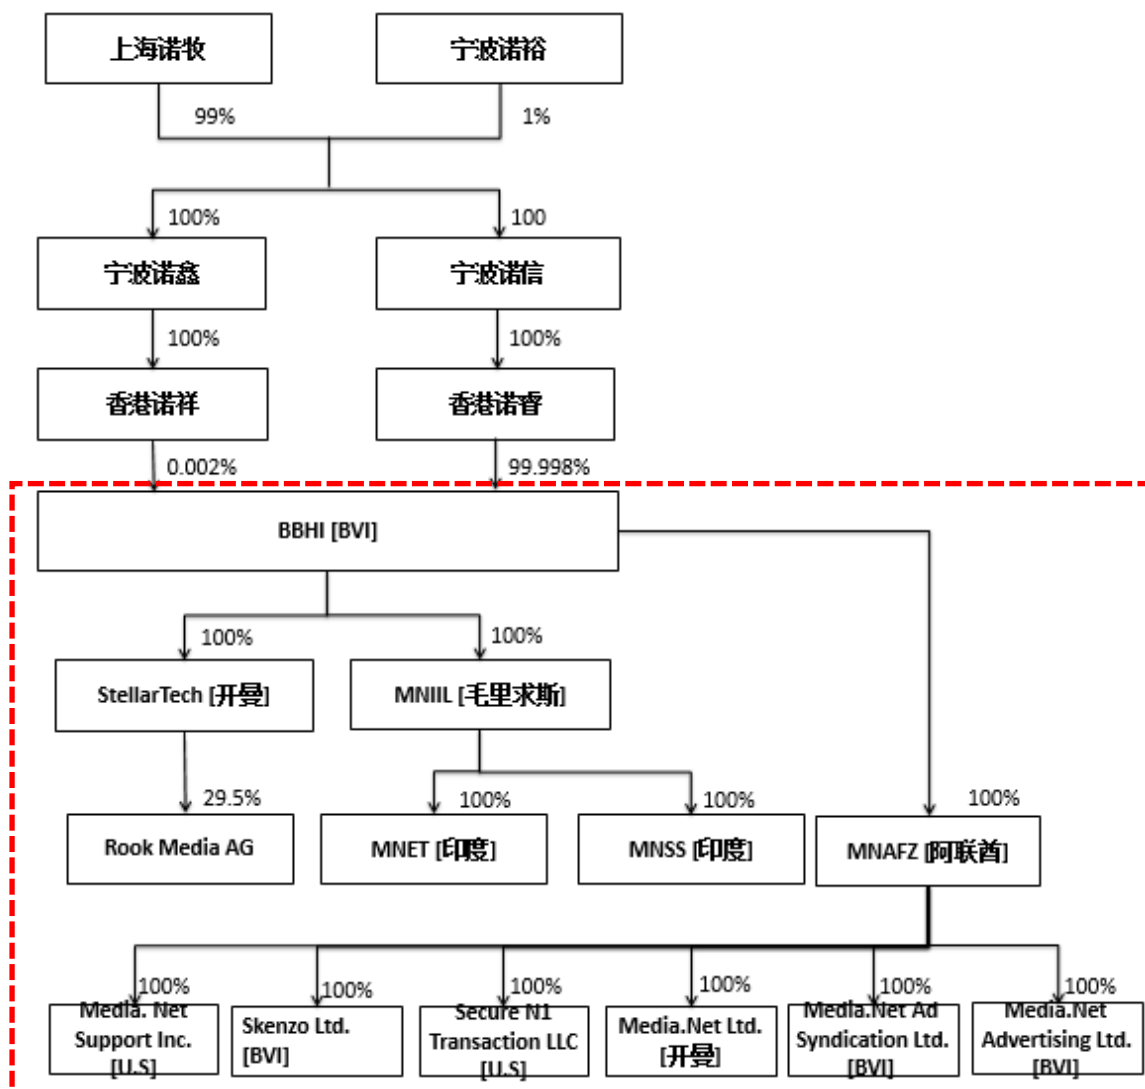 上海诺牧
宁波诺裕
99%
1%
100%
100
宁波诺鑫
宁波诺信
100%
100%
香港诺祥
香港诺睿
0.002%
99.998%
BBHI [BVI]
100%
100%
StellarTech [开曼]
MNIIL [毛里求斯]
29.5%
100%
100%
100%
Rook Media AG
MNET [印度]
MNSS [印度]
MNAFZ [阿联酋]
100%
100%
100%
100%
100%
100%
Media. Net
Support Inc.
[U.S]
Skenzo Ltd.
[BVI]
Secure N1
Transaction LLC
[U.S]
Media.Net Ltd.
[开曼]
Media.Net Ad
Syndication Ltd.
[BVI]
Media.Net
Advertising Ltd.
[BVI]